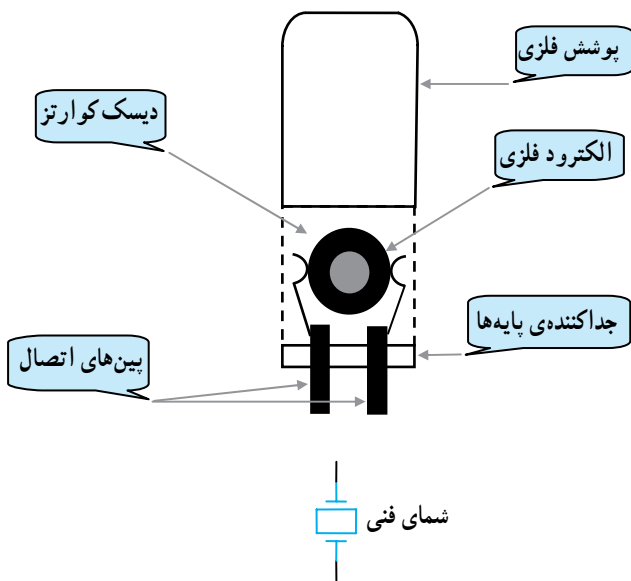 پوشش فلزی
دیسک کوارتز
الکترود فلزی
جداکننده‌ی پایه‌ها
پین‌های اتصال
شمای فنی